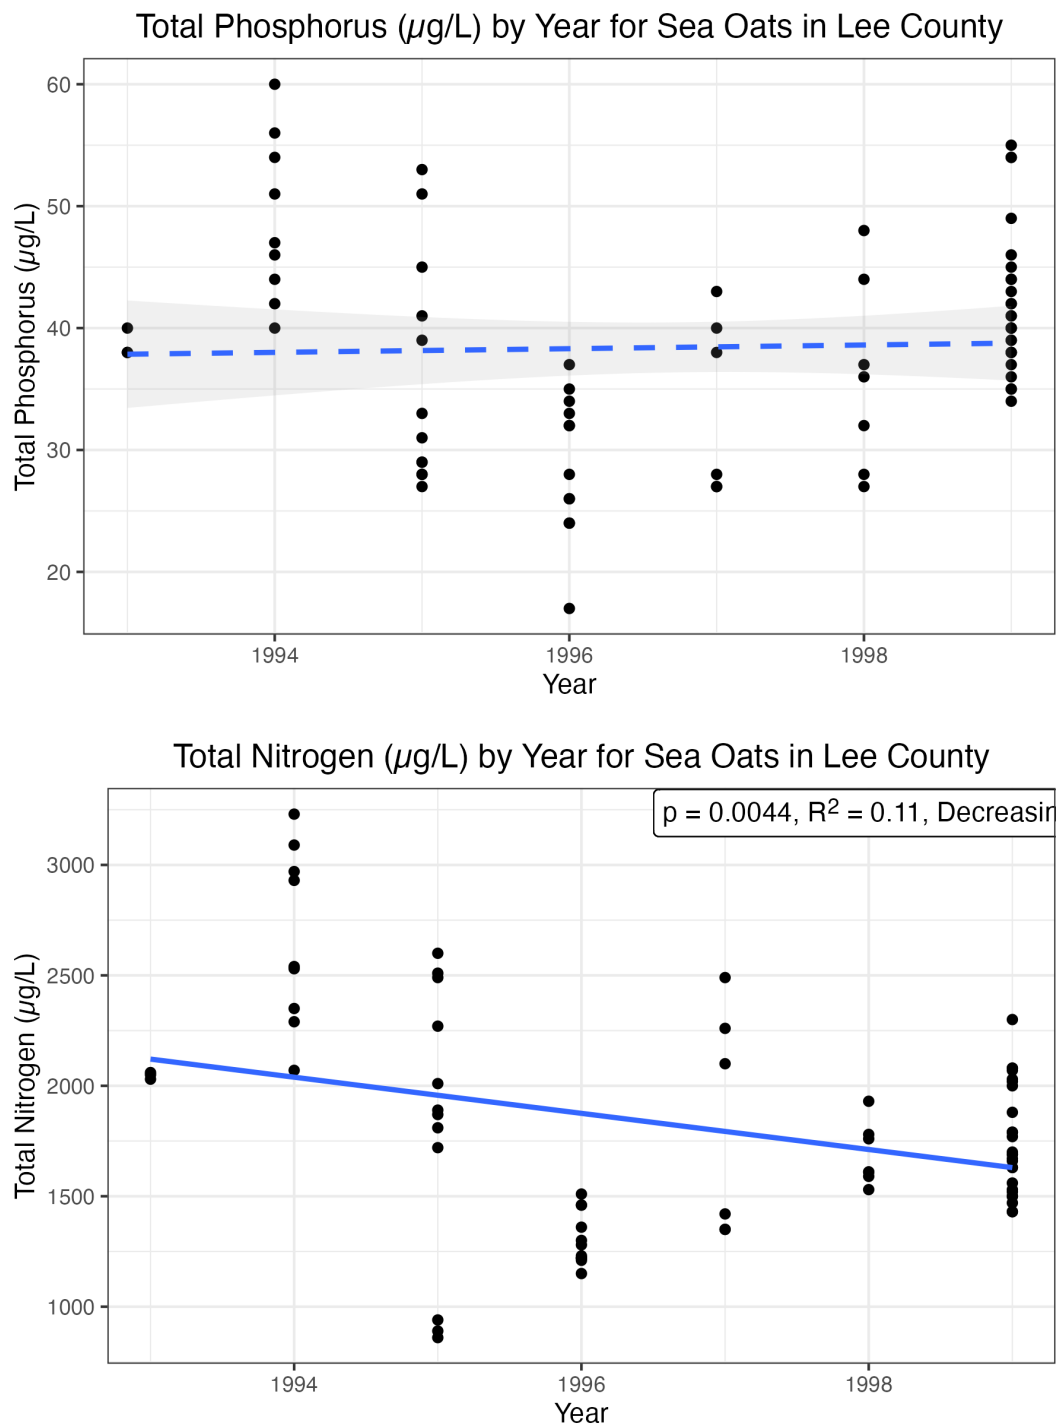 Total Phosphorus (µg/L) by Year for Sea Oats in Lee County
60
50
40
30
20
Total Phosphorus (µg/L)
1994
1996
1998
Year
Total Nitrogen (µg/L) by Year for Sea Oats in Lee County
p = 0.0044, R² = 0.11, Decreasin
3000
2500
2000
1500
1000
Total Nitrogen (µg/L)
1994
1996
1998
Year